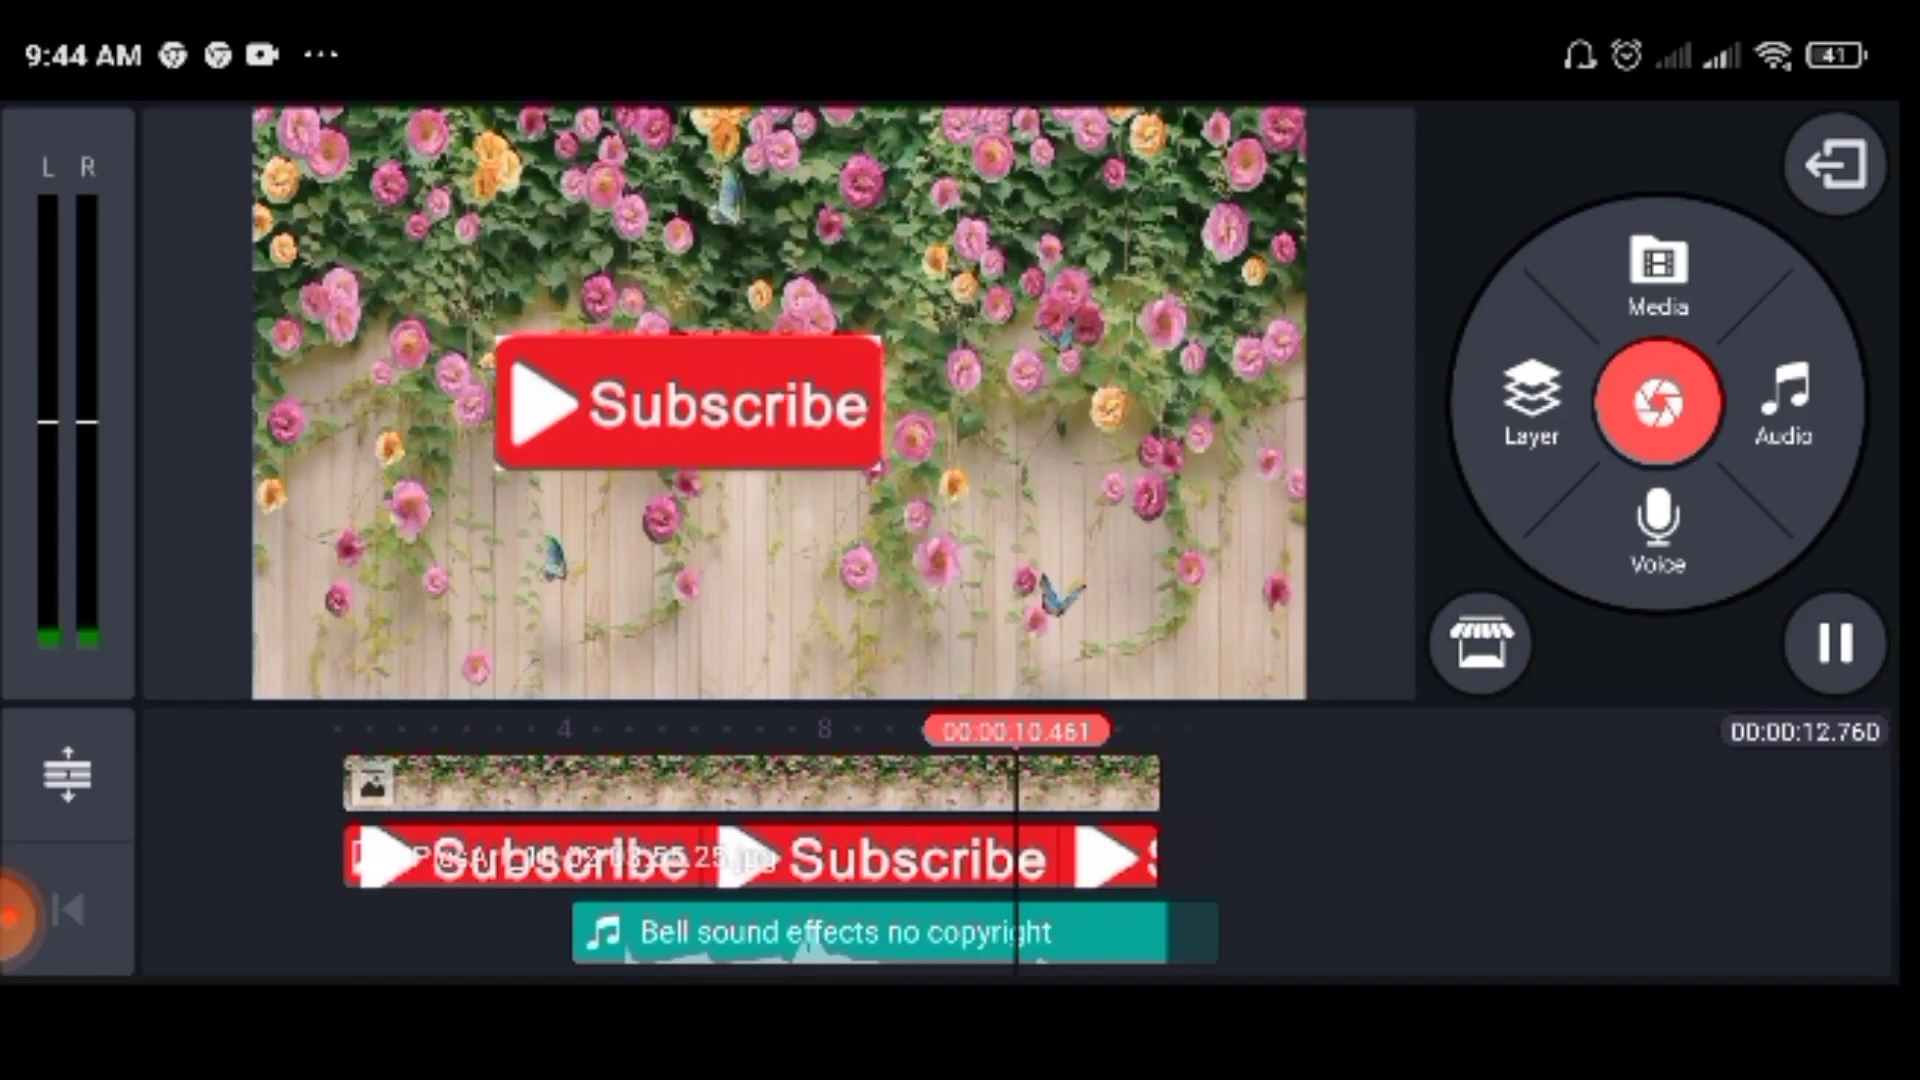 9:44 AM
41
L R
Subscribe
Media
Layer
Audio
Voice
4
8
00:00:10.461
00:00:12.760
Subscribe
Subscribe
Bell sound effects no copyright